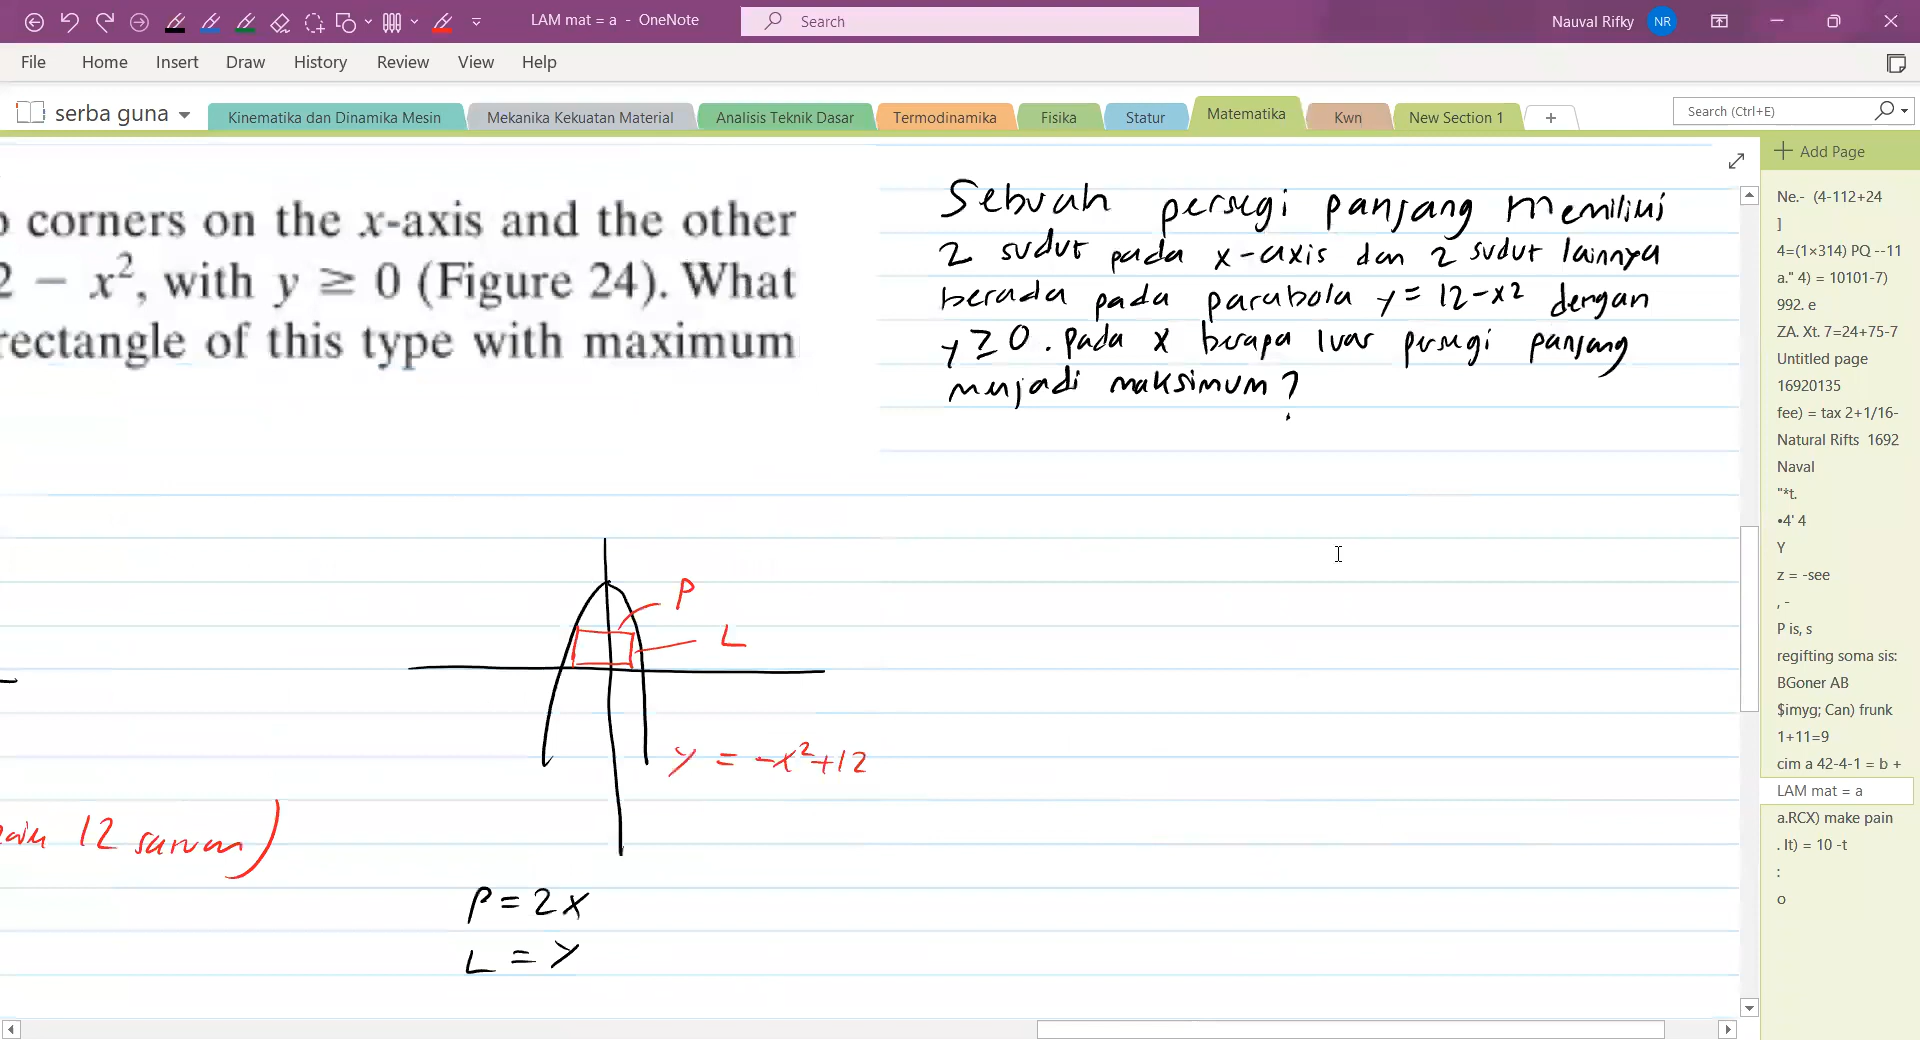 LAM mat = a - OneNote
Search
Nauval Rifky
NR
File
Home
Insert
Draw
History
Review
View
Help
serba guna
Kinematika dan Dinamika Mesin
Mekanika Kekuatan Material
Analisis Teknik Dasar
Termodinamika
Fisika
Statur
Matematika
Kwn
New Section 1
+
Search (Ctrl+E)
corners on the x-axis and the other
2 − x², with y ≥ 0 (Figure 24). What
rectangle of this type with maximum
Sebuah persegi panjang memiliki
2 sudut pada x-axis dan 2 sudut lainnya
berada pada parabola y = 12-x² dengan
y ≥ 0. Pada x berapa luas persegi panjang
menjadi maksimum?
P
L
y = -x²+12
12 satuan)
P = 2x
L = y
Add Page
Ne.- (4-112+24
]
4=(1×314) PQ --11
a." 4) = 10101-7)
992. e
ZA. Xt. 7=24+75-7
Untitled page
16920135
fee) = tax 2+1/16-
Natural Rifts 1692
Naval
"*t.
•4' 4
Y
z = -see
, -
P is, s
regifting soma sis:
BGoner AB
$imyg; Can) frunk
1+11=9
cim a 42-4-1 = b +
LAM mat = a
a.RCX) make pain
. It) = 10 -t
:
o